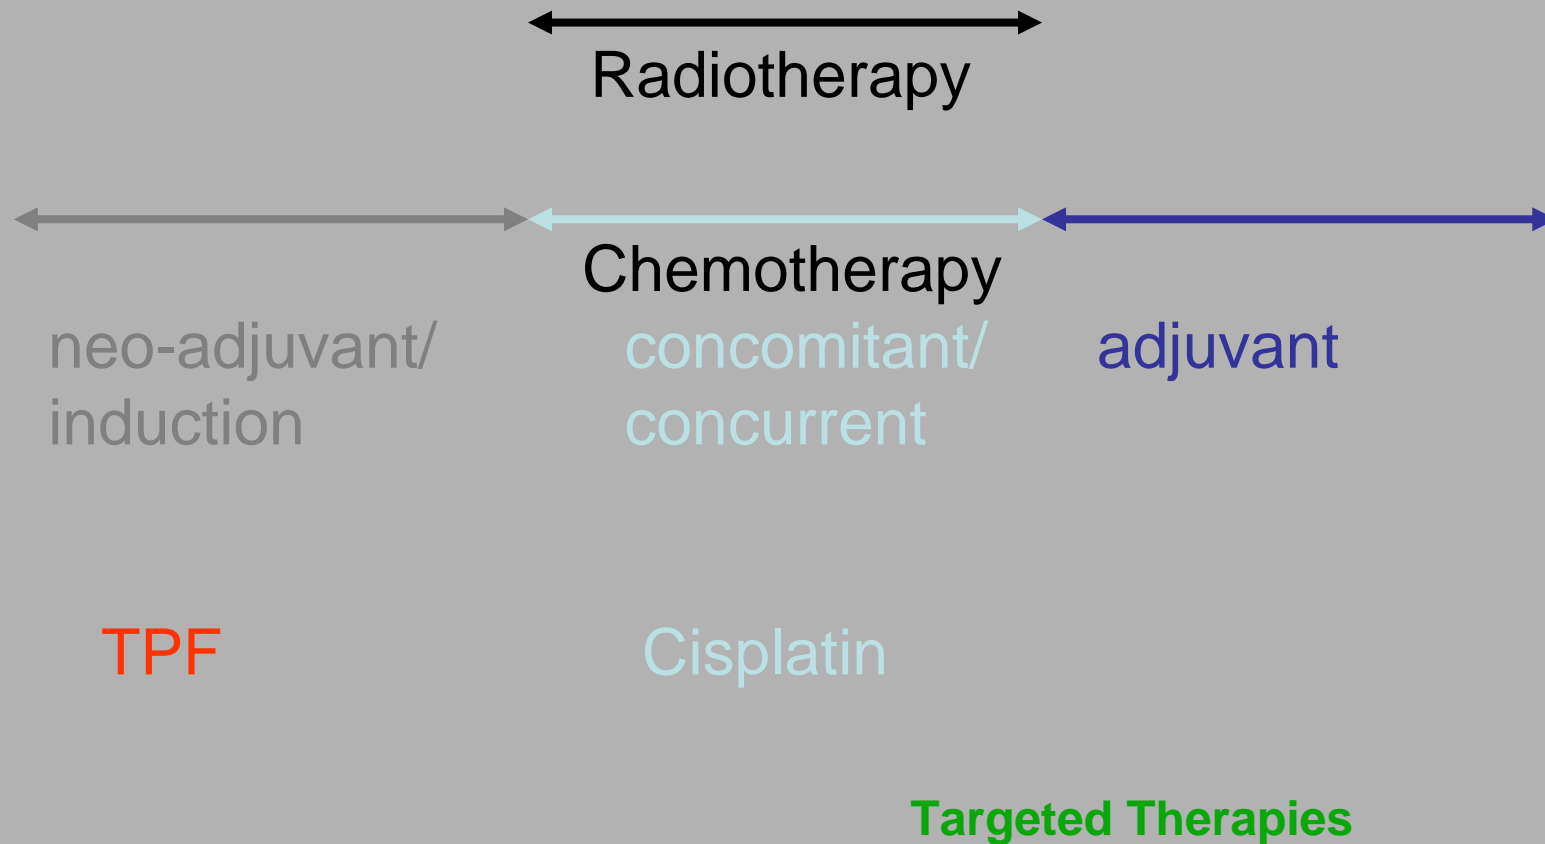 Radiotherapy
Chemotherapy
neo-adjuvant/
induction
concomitant/
concurrent
adjuvant
TPF
Cisplatin
Targeted Therapies